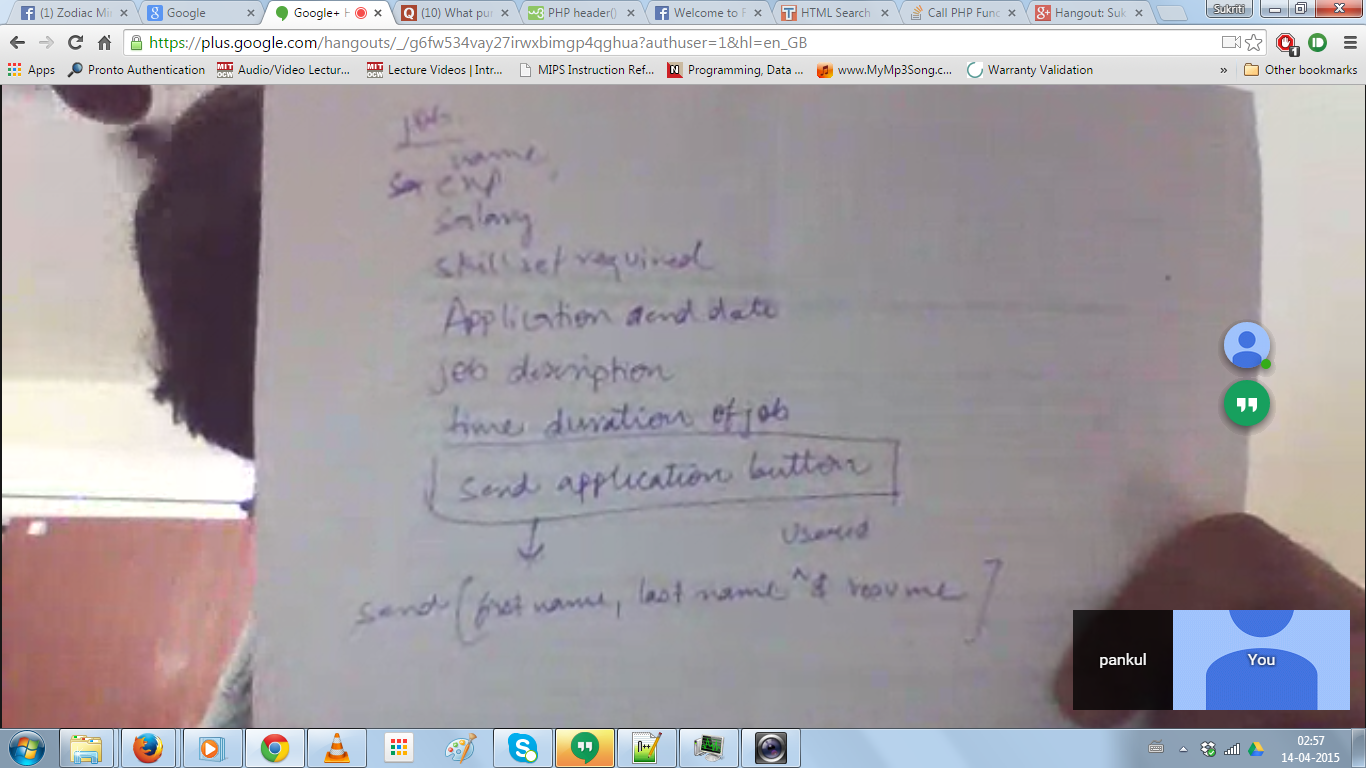 (1) Zodiac Mi
Google
Google+ H
(10) What pu
PHP header()
Welcome to F
HTML Search
Call PHP Func
Hangout: Suk
Sukriti
https://plus.google.com/hangouts/_/g6fw534vay27irwxbimgp4qghua?authuser=1&hl=en_GB
Apps
Pronto Authentication
Audio/Video Lectur...
Lecture Videos | Intr...
MIPS Instruction Ref...
Programming, Data ...
www.MyMp3Song.c...
Warranty Validation
»
Other bookmarks
job
name
exp
salary
skill set required
Application end date
job description
time duration of job
send application button
Userid
send [first name, last name ^ & resume]
pankul
You
02:57
14-04-2015